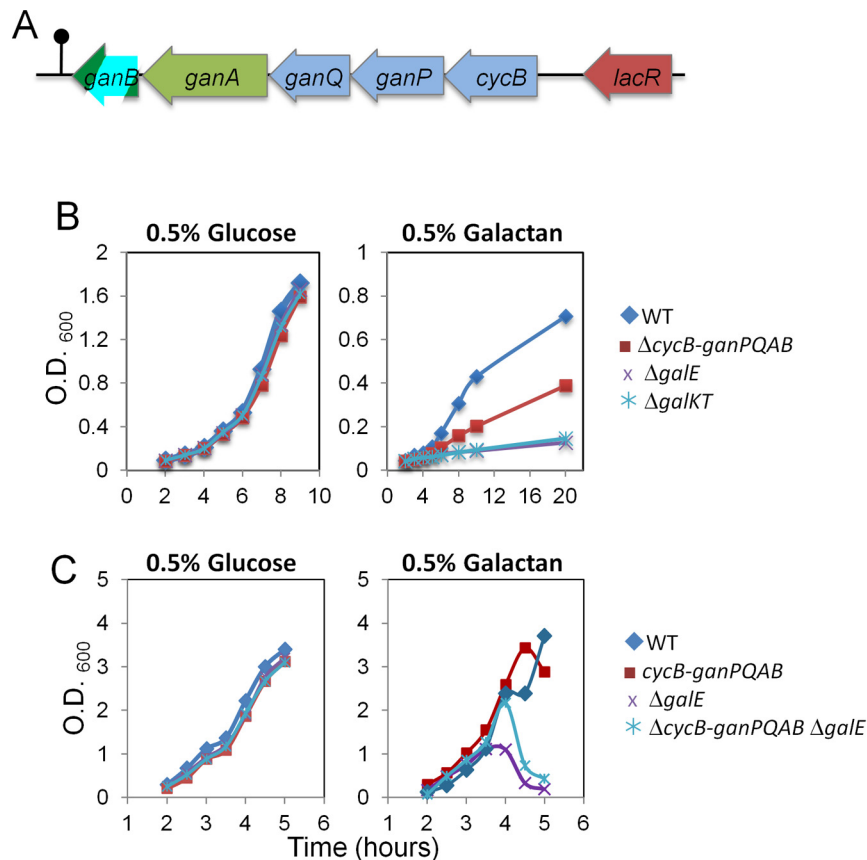 A
ganB ganA ganQ ganP cycB lacR
B
0.5% Glucose
0.5% Galactan
O.D. 600
2
1.6
1.2
0.8
0.4
0
0 2 4 6 8 10
1
0.8
0.6
0.4
0.2
0
0 4 8 12 16 20
WT
ΔcycB-ganPQAB
ΔgalE
ΔgalKT
C
0.5% Glucose
0.5% Galactan
O.D. 600
5
4
3
2
1
0
1 2 3 4 5 6
5
4
3
2
1
0
1 2 3 4 5 6
Time (hours)
WT
cycB-ganPQAB
ΔgalE
ΔcycB-ganPQAB ΔgalE